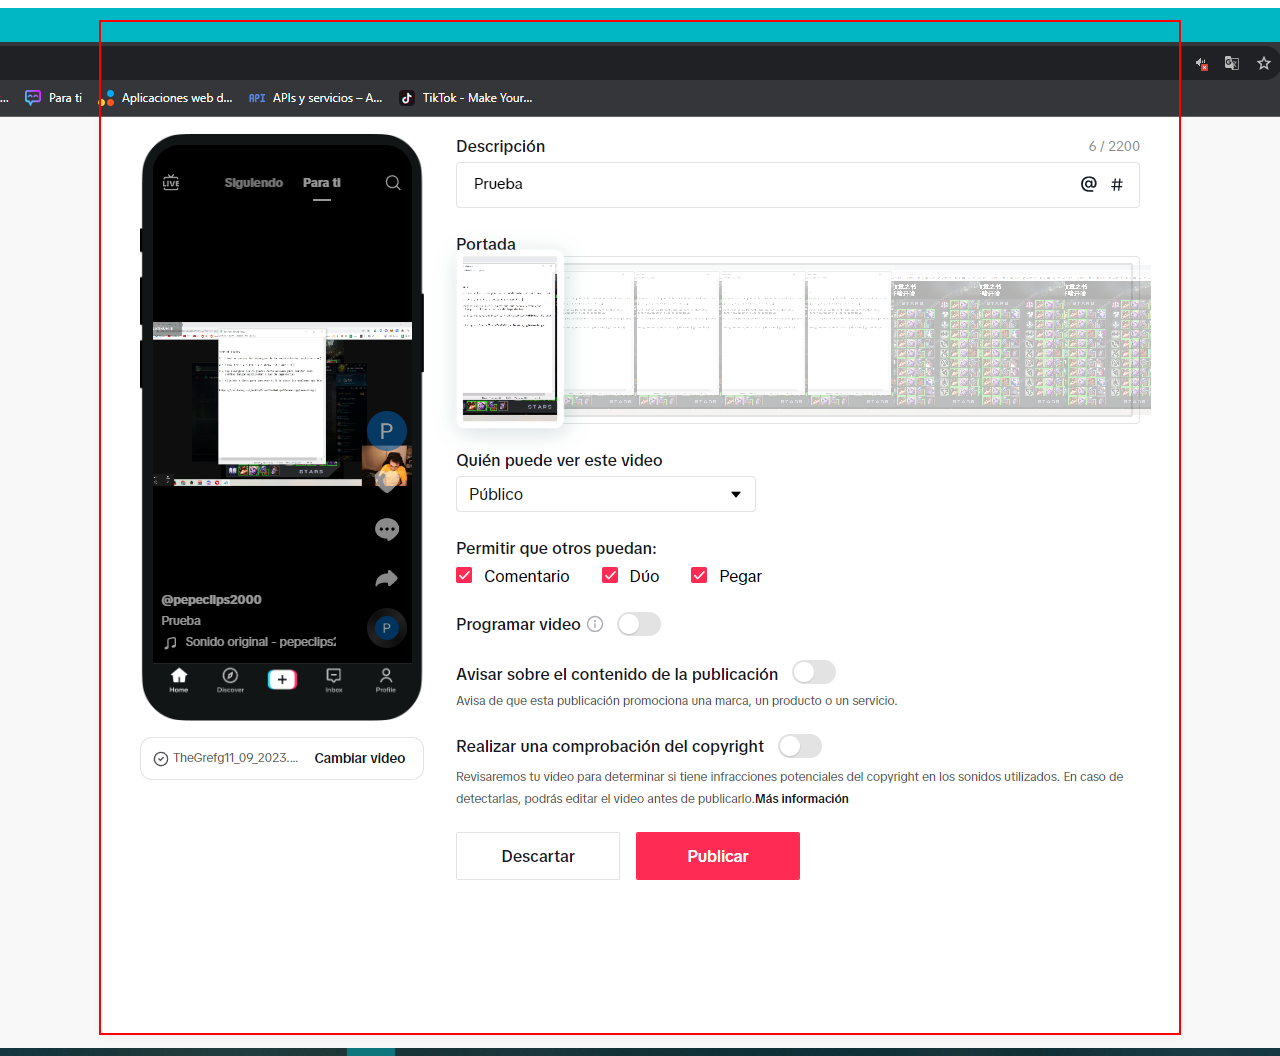 Para ti
Aplicaciones web d...
API APIs y servicios – A...
TikTok - Make Your...
LIVE
Siguiendo
Para ti
STARS
P
@pepeclips2000
Prueba
Sonido original - pepeclips2
P
Home
Discover
Inbox
Profile
TheGrefg11_09_2023....
Cambiar video
Descripción
6 / 2200
Prueba
@ #
Portada
STARS
Quién puede ver este video
Público
Permitir que otros puedan:
Comentario
Dúo
Pegar
Programar video
Avisar sobre el contenido de la publicación
Avisa de que esta publicación promociona una marca, un producto o un servicio.
Realizar una comprobación del copyright
Revisaremos tu video para determinar si tiene infracciones potenciales del copyright en los sonidos utilizados. En caso de
detectarlas, podrás editar el video antes de publicarlo.Más información
Descartar
Publicar